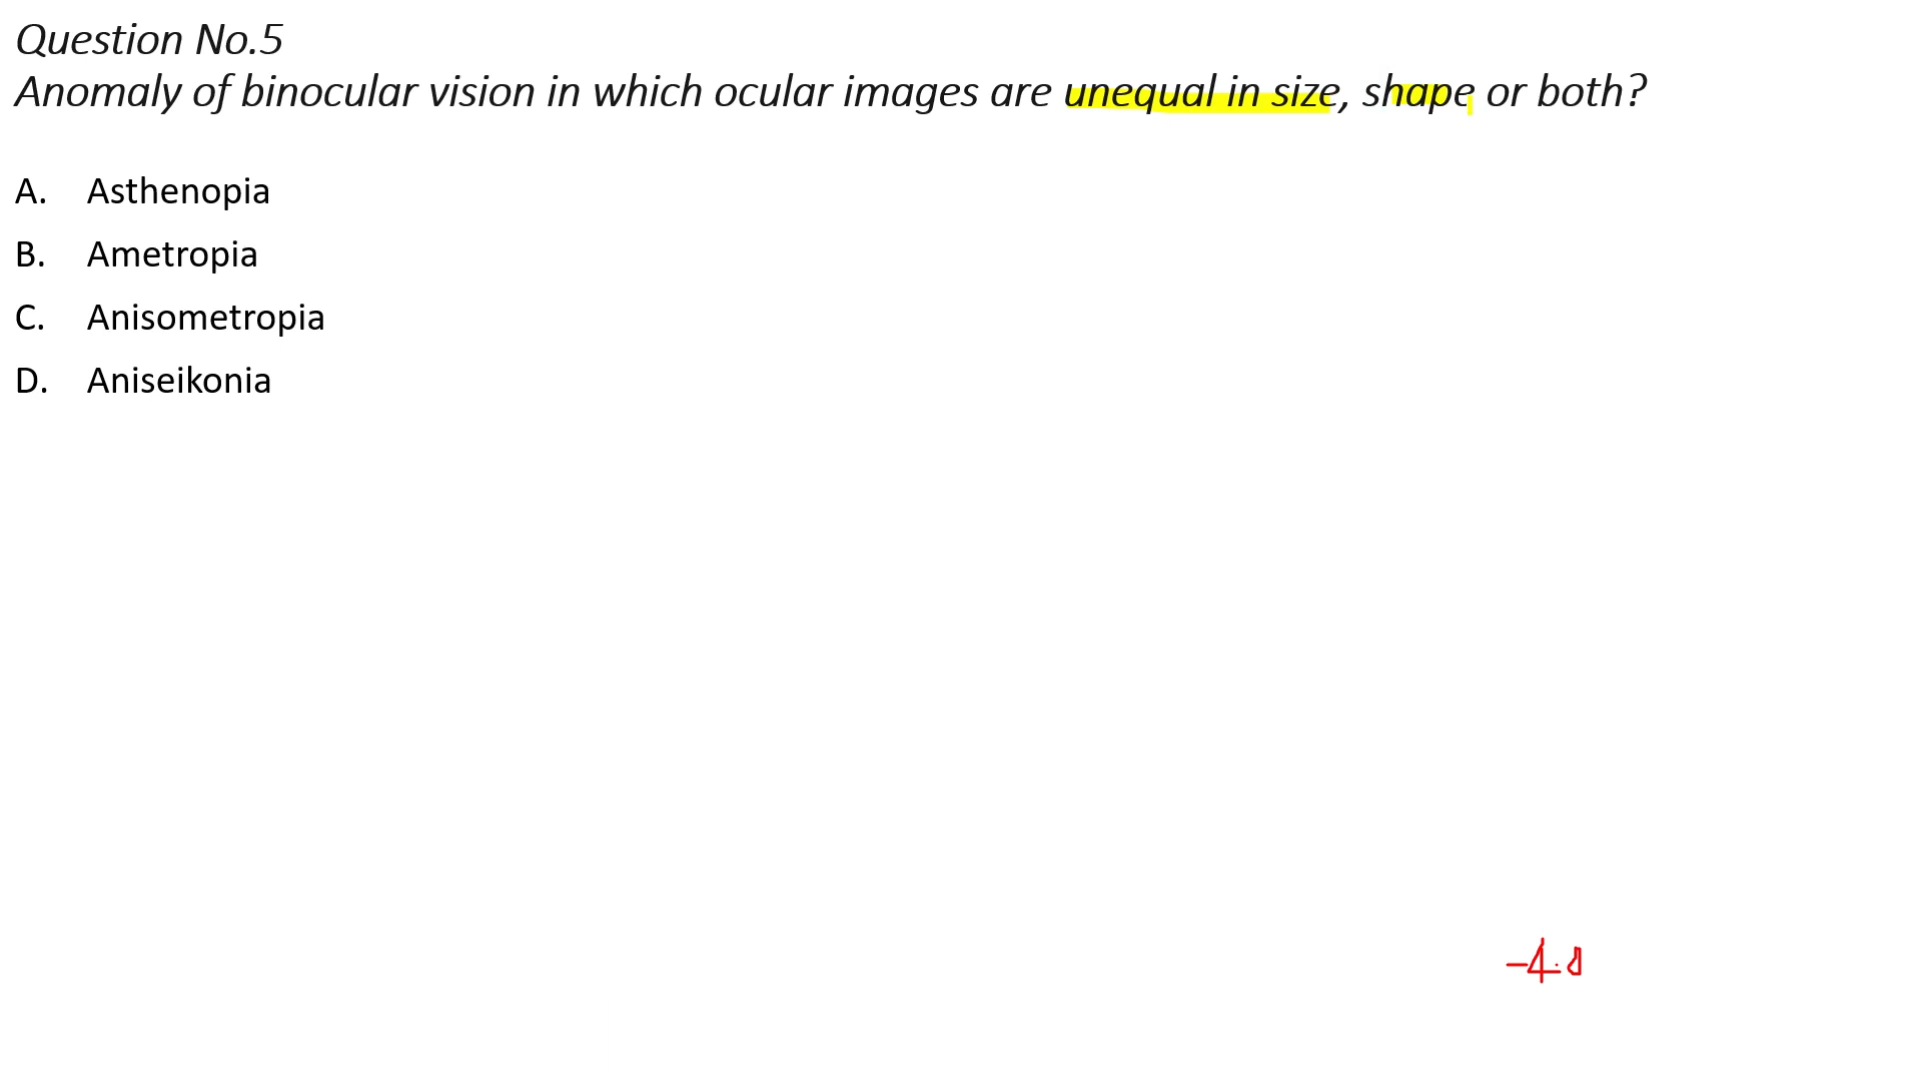 Question No.5
Anomaly of binocular vision in which ocular images are unequal in size, shape or both?
A. Asthenopia
B. Ametropia
C. Anisometropia
D. Aniseikonia